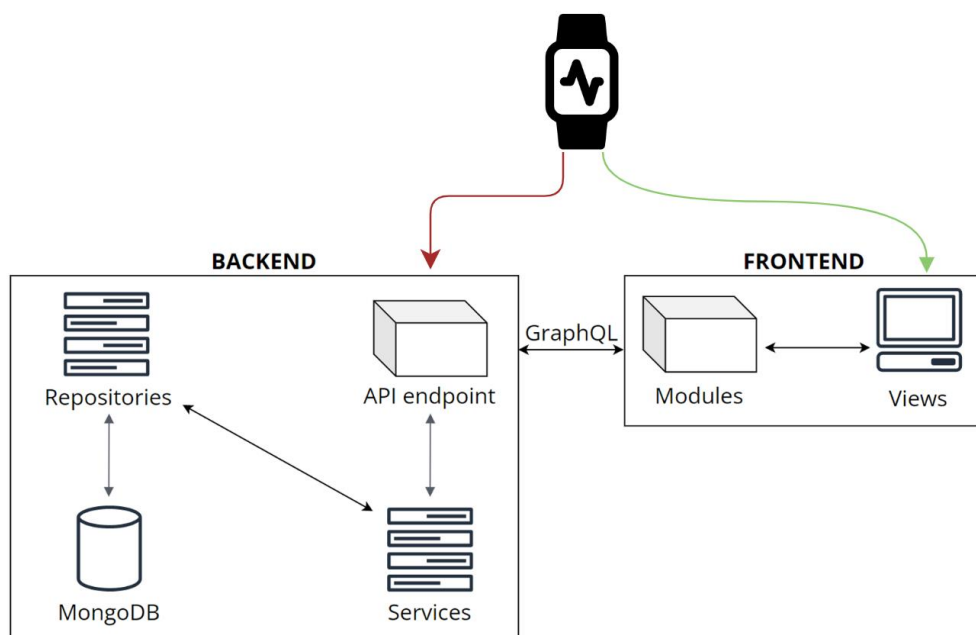 BACKEND
FRONTEND
GraphQL
Repositories
API endpoint
Modules
Views
MongoDB
Services